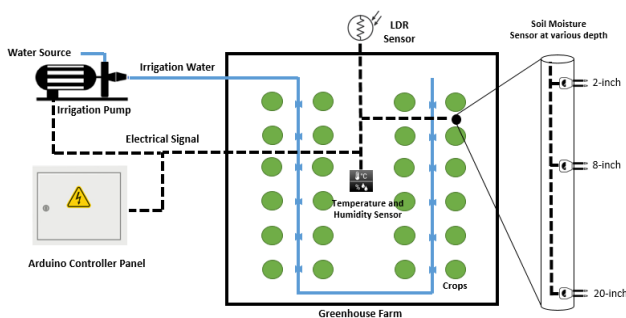 LDR
Sensor
Soil Moisture
Sensor at various depth
Water Source
Irrigation Water
2-inch
Irrigation Pump
Electrical Signal
8-inch
°C
Temperature and
Humidity Sensor
Arduino Controller Panel
Crops
20-inch
Greenhouse Farm